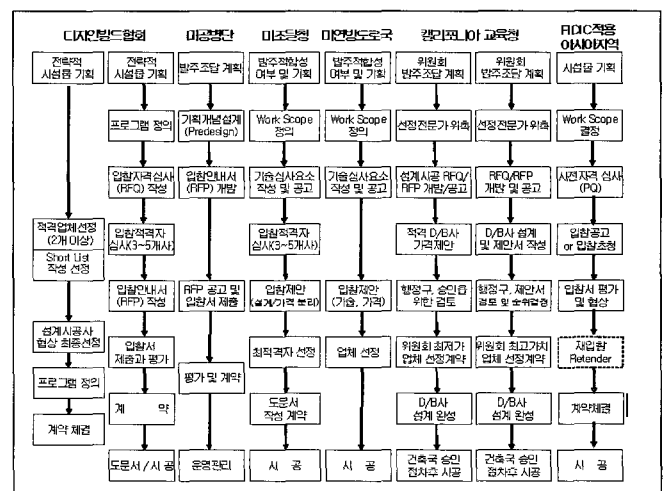 디자인빌드협회
미공병단
미조달청
미연방도로국
캘리포니아 교육청
FIDIC적용
아시아지역
전략적
시설물 기획
적격업체선정
(2개 이상)
Short List
작성 선정
설계시공사
협상 최종선정
프로그램 정의
계약 체결
전략적
시설물 기획
프로그램 정의
입찰자격심사
(RFQ) 작성
입찰적격자
심사(3~5개사)
입찰안내서
(RFP) 작성
입찰서
제출과 평가
계 약
도문서 / 시 공
발주조달 계획
기획개념설계
(Predesign)
입찰안내서
(RFP) 개발
RFP 공고 및
입찰서 제출
평가 및 계약
운영관리
발주적합성
여부 및 기획
Work Scope
정의
기술심사요소
작성 및 공고
입찰적격자
심사(3~5개사)
입찰제안
(설계/가격 분리)
최적격자 선정
도문서
작성 계약
시 공
발주적합성
여부 및 기획
Work Scope
정의
기술심사요소
작성 및 공고
입찰제안
(기술, 가격)
업체 선정
시 공
위원회
발주조달 계획
선정전문가 위촉
설계시공 RFQ/
RFP 개발/공고
적격 D/B사
가격제안
행정구, 승인을
위한 검토
위원회 최저가
업체 선정계약
D/B사
설계 완성
건축국 승인
절차후 시공
위원회
발주조달 계획
선정전문가 위촉
RFQ/RFP
개발 및 공고
D/B사 설계
및 제안서 작성
행정구, 제안서
검토 및 순위결정
위원회 최고가치
업체 선정계약
D/B사
설계 완성
건축국 승인
절차후 시공
시설물 기획
Work Scope
결정
사전자격 심사
(PQ)
입찰공고
or 입찰초청
입찰서 평가
및 협상
재입찰
Retender
계약체결
시 공